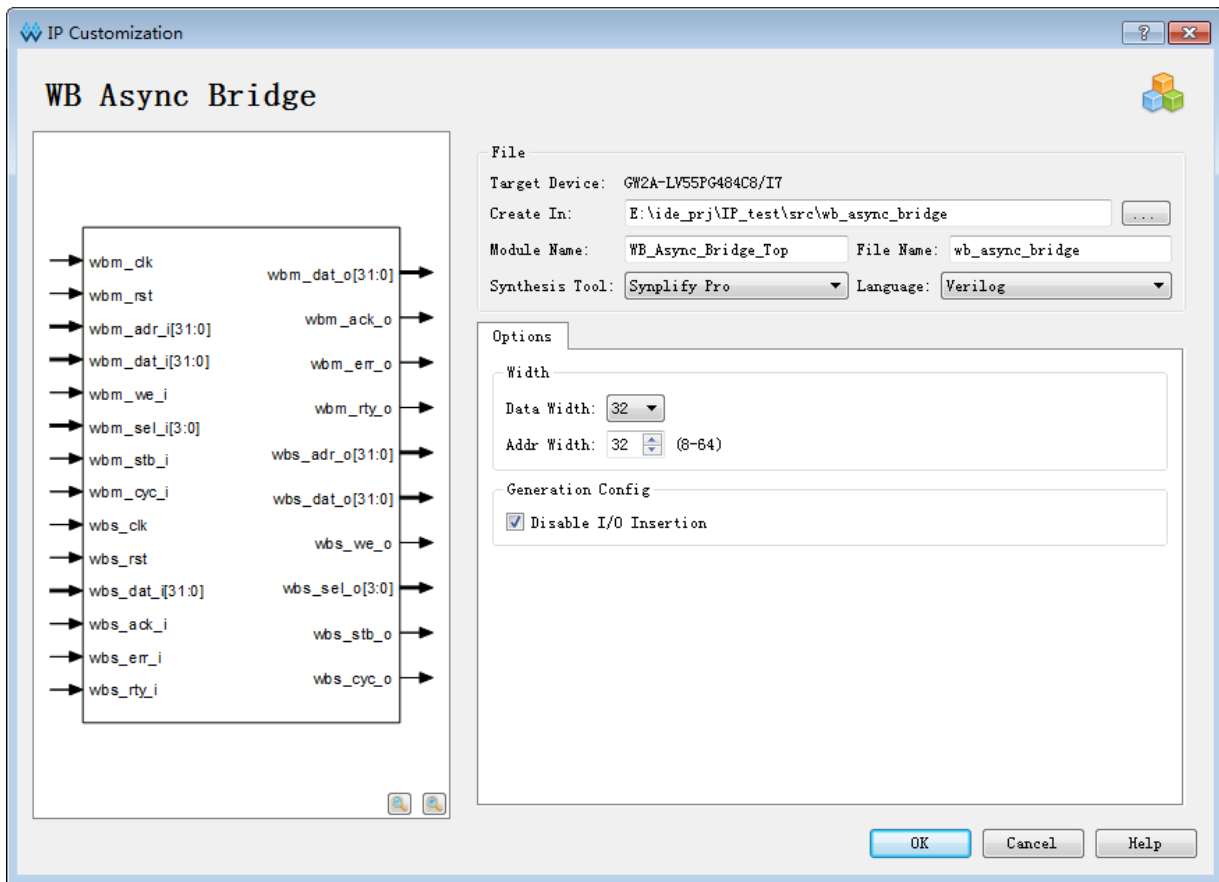 IP Customization
WB Async Bridge
wbm_clk
wbm_rst
wbm_adr_i[31:0]
wbm_dat_i[31:0]
wbm_we_i
wbm_sel_i[3:0]
wbm_stb_i
wbm_cyc_i
wbs_clk
wbs_rst
wbs_dat_i[31:0]
wbs_ack_i
wbs_err_i
wbs_rty_i
wbm_dat_o[31:0]
wbm_ack_o
wbm_err_o
wbm_rty_o
wbs_adr_o[31:0]
wbs_dat_o[31:0]
wbs_we_o
wbs_sel_o[3:0]
wbs_stb_o
wbs_cyc_o
File
Target Device: GW2A-LV55PG484C8/I7
Create In: E:\ide_prj\IP_test\src\wb_async_bridge ...
Module Name: WB_Async_Bridge_Top File Name: wb_async_bridge
Synthesis Tool: Synplify Pro Language: Verilog
Options
Width
Data Width: 32
Addr Width: 32 (8-64)
Generation Config
Disable I/O Insertion
OK Cancel Help